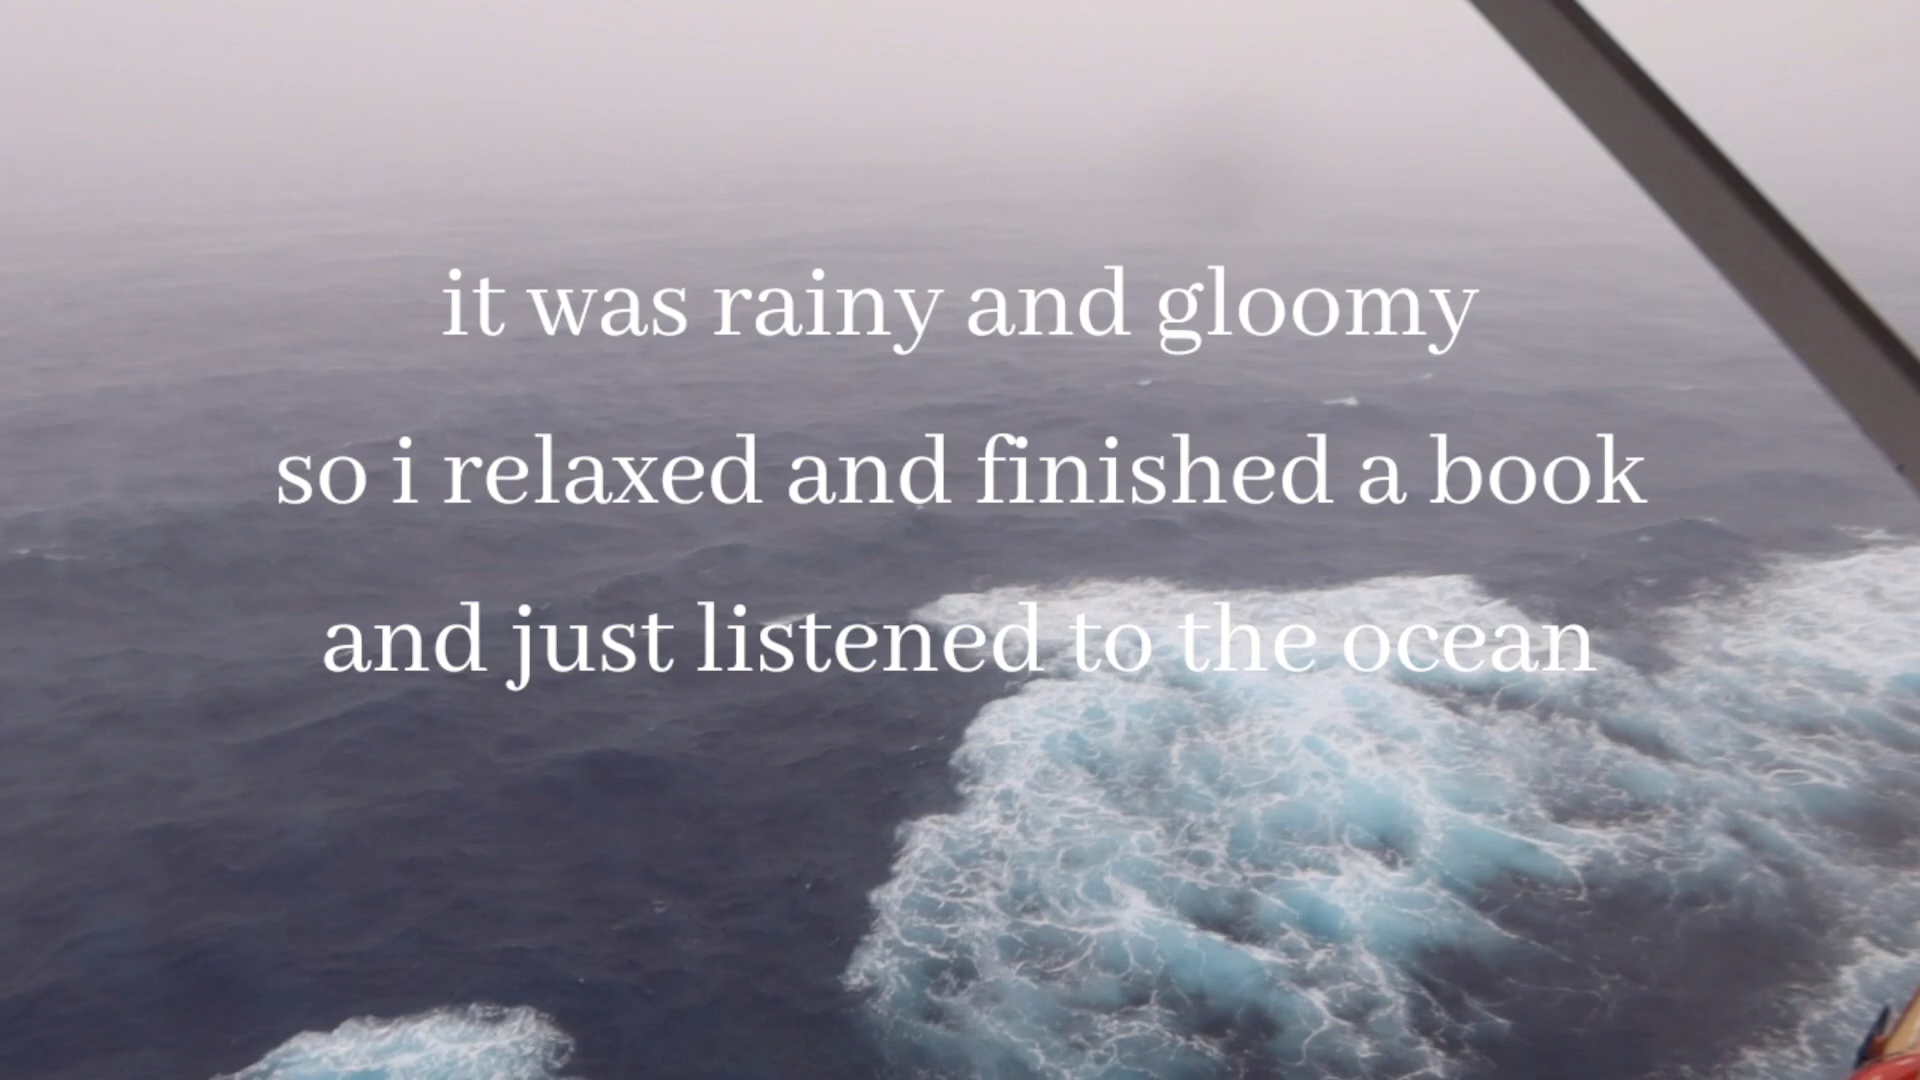 it was rainy and gloomy
so i relaxed and finished a book
and just listened to the ocean